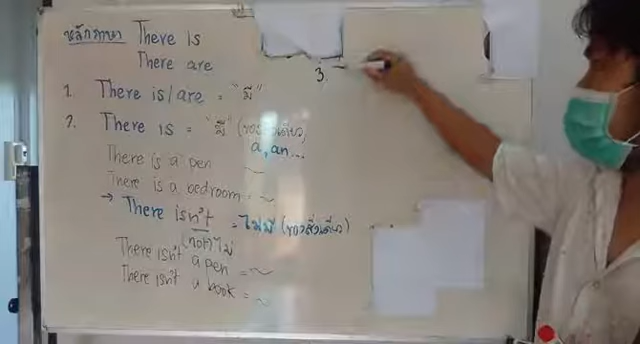 หลักภาษา There is
There are
1. There is/are = "มี"
2. There is = "มี" (ของสิ่งเดียว)
a, an...
There is a pen ~
There is a bedroom = ~
→ There isn't = ไม่มี (ของสิ่งเดียว)
(not) ไม่
There isn't a pen = ~
There isn't a book = ~
3.